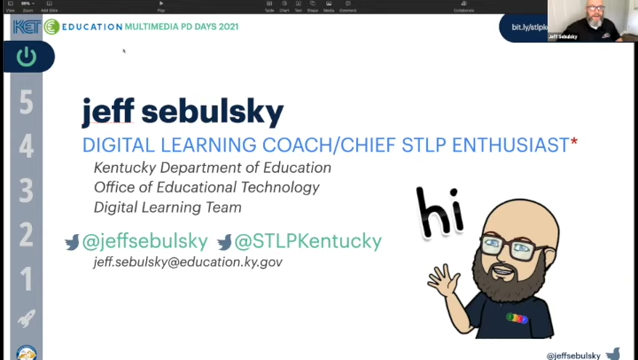 KET EDUCATION MULTIMEDIA PD DAYS 2021
bit.ly/stlpk
Jeff Sebulsky
5
4
3
2
1
jeff sebulsky
DIGITAL LEARNING COACH/CHIEF STLP ENTHUSIAST*
Kentucky Department of Education
Office of Educational Technology
Digital Learning Team
@jeffsebulsky @STLPKentucky
jeff.sebulsky@education.ky.gov
hi
@jeffsebulsky